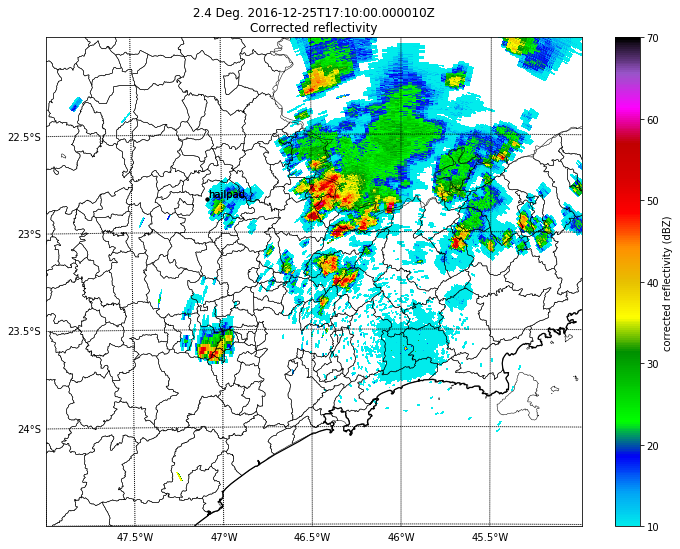 2.4 Deg. 2016-12-25T17:10:00.000010Z
Corrected reflectivity
22.5°S
23°S
23.5°S
24°S
47.5°W
47°W
46.5°W
46°W
45.5°W
hailpad
70
60
50
40
30
20
10
corrected reflectivity (dBZ)